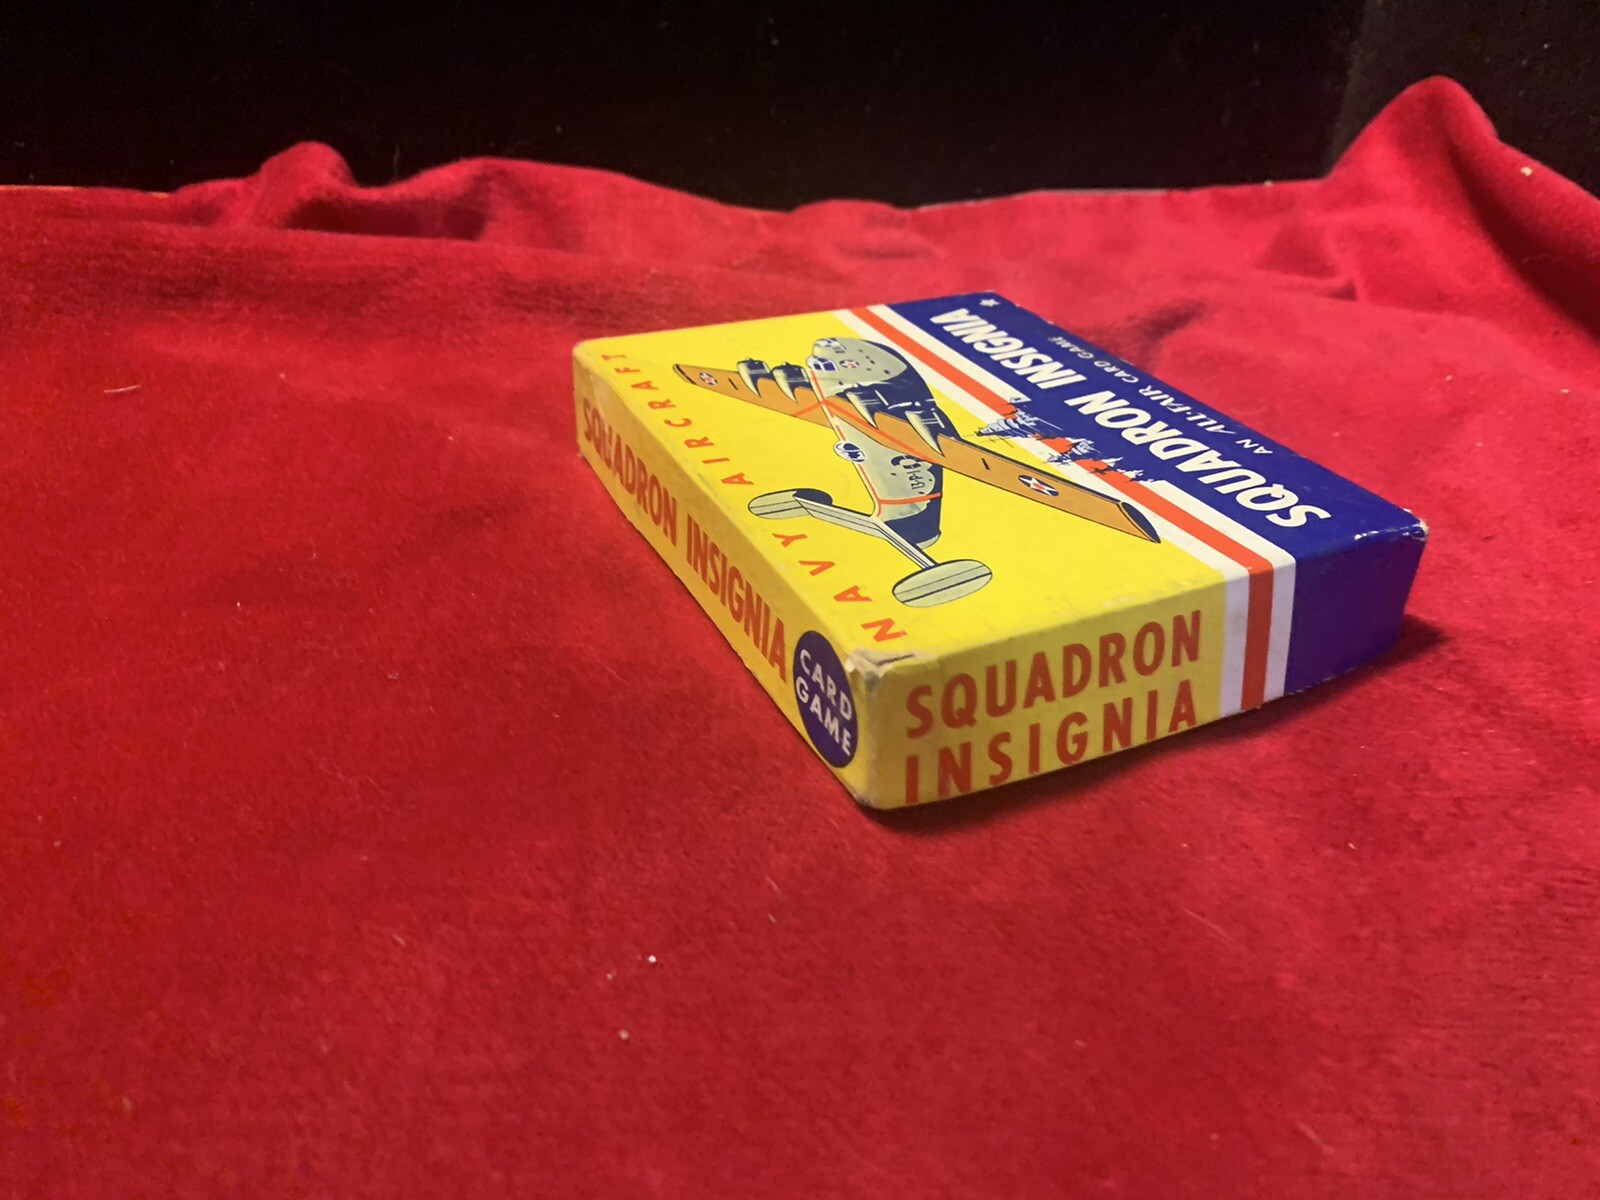 SQUADRON INSIGNIA
AN ALL-FAIR CARD GAME
NAVY AIRCRAFT
SQUADRON INSIGNIA
CARD
GAME
SQUADRON
INSIGNIA